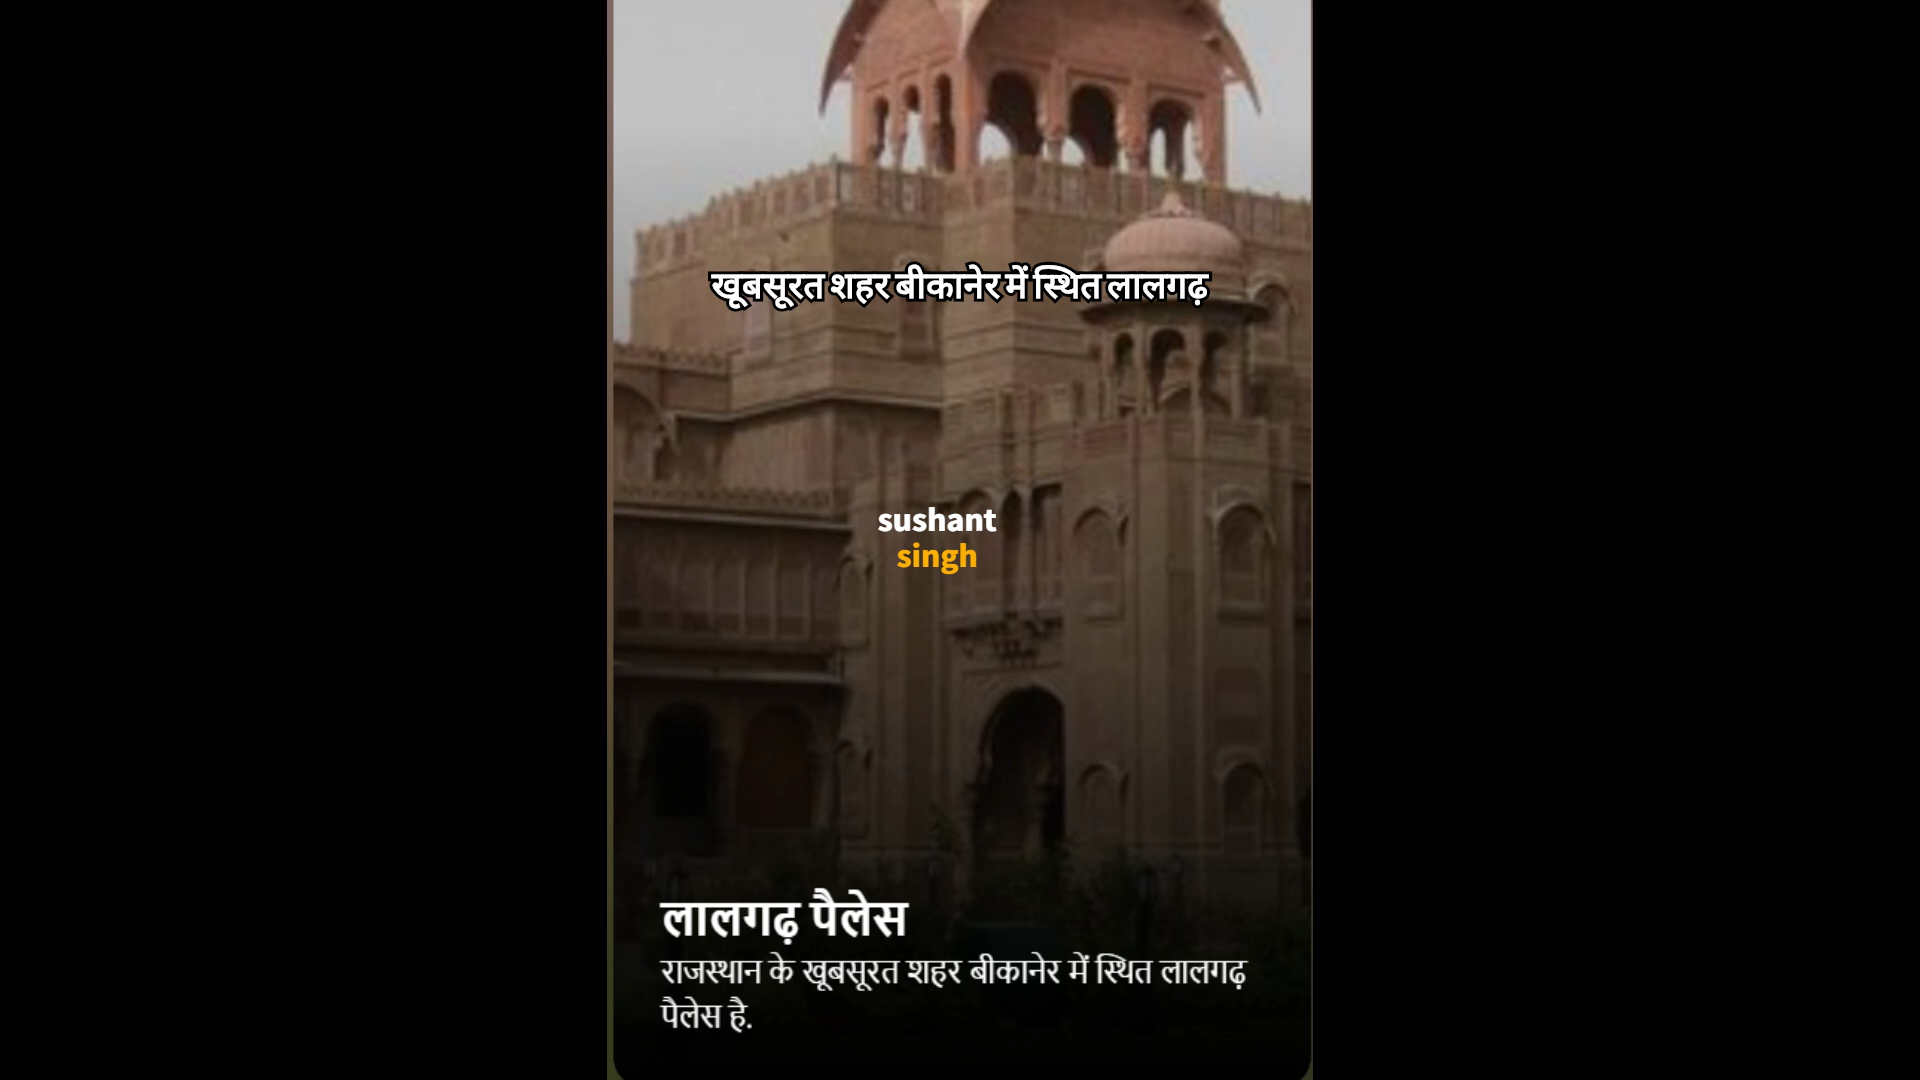 खूबसूरत शहर बीकानेर में स्थित लालगढ़
sushant
singh
लालगढ़ पैलेस
राजस्थान के खूबसूरत शहर बीकानेर में स्थित लालगढ़
पैलेस है.